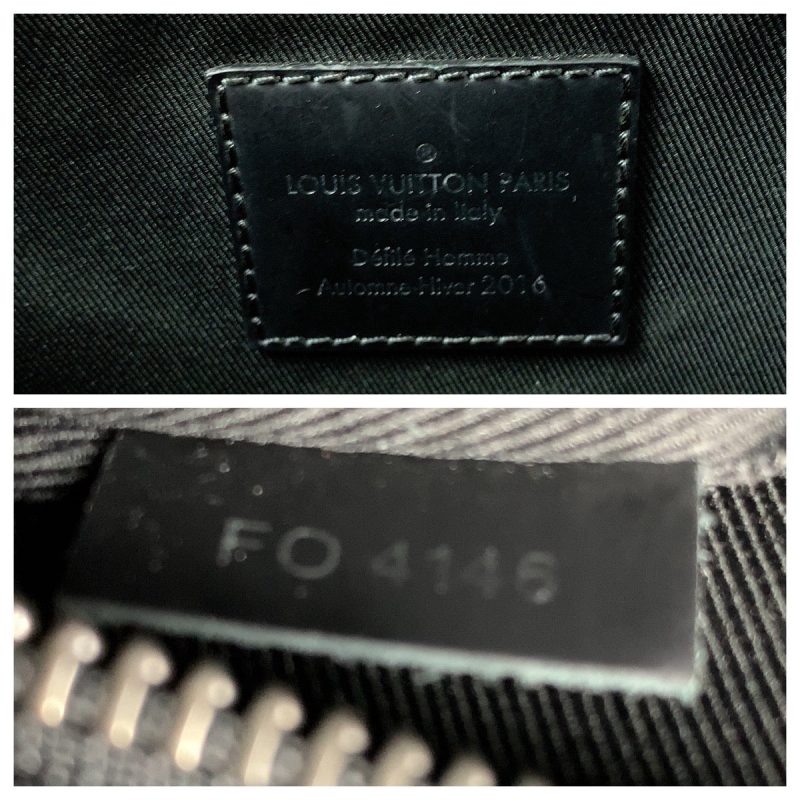 LOUIS VUITTON PARIS
made in Italy
Défilé Homme
Automne-Hiver 2016
FO 4146